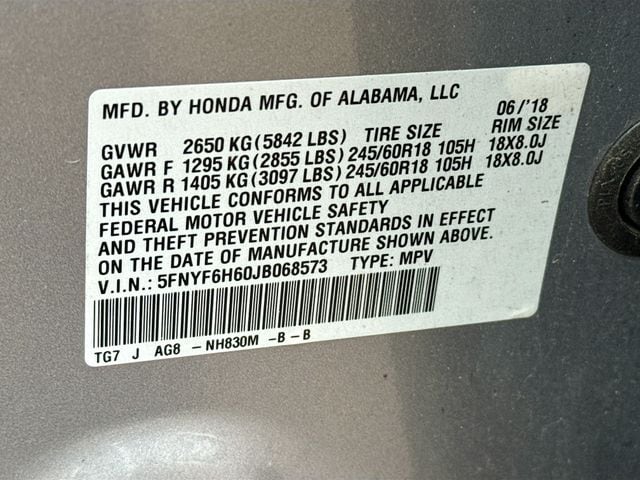 MFD. BY HONDA MFG. OF ALABAMA, LLC 06/'18
GVWR 2650 KG(5842 LBS) TIRE SIZE RIM SIZE
GAWR F 1295 KG(2855 LBS)245/60R18 105H 18X8.0J
GAWR R 1405 KG(3097 LBS)245/60R18 105H 18X8.0J
THIS VEHICLE CONFORMS TO ALL APPLICABLE
FEDERAL MOTOR VEHICLE SAFETY
AND THEFT PREVENTION STANDARDS IN EFFECT
ON THE DATE OF MANUFACTURE SHOWN ABOVE.
V.I.N.: 5FNYF6H60JB068573 TYPE: MPV
TG7 J AG8 -NH830M -B-B